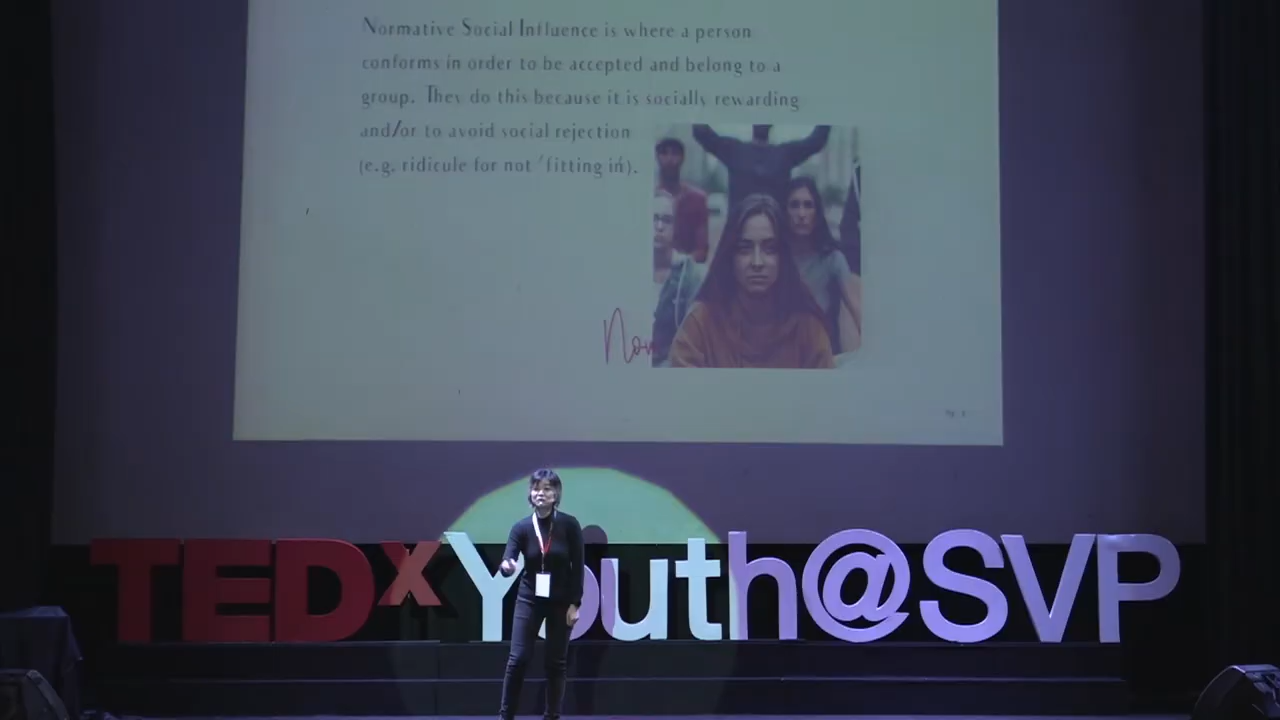 Normative Social Influence is where a person
conforms in order to be accepted and belong to a
group. They do this because it is socially rewarding
and/or to avoid social rejection
(e.g. ridicule for not 'fitting in').
TEDxYouth@SVP